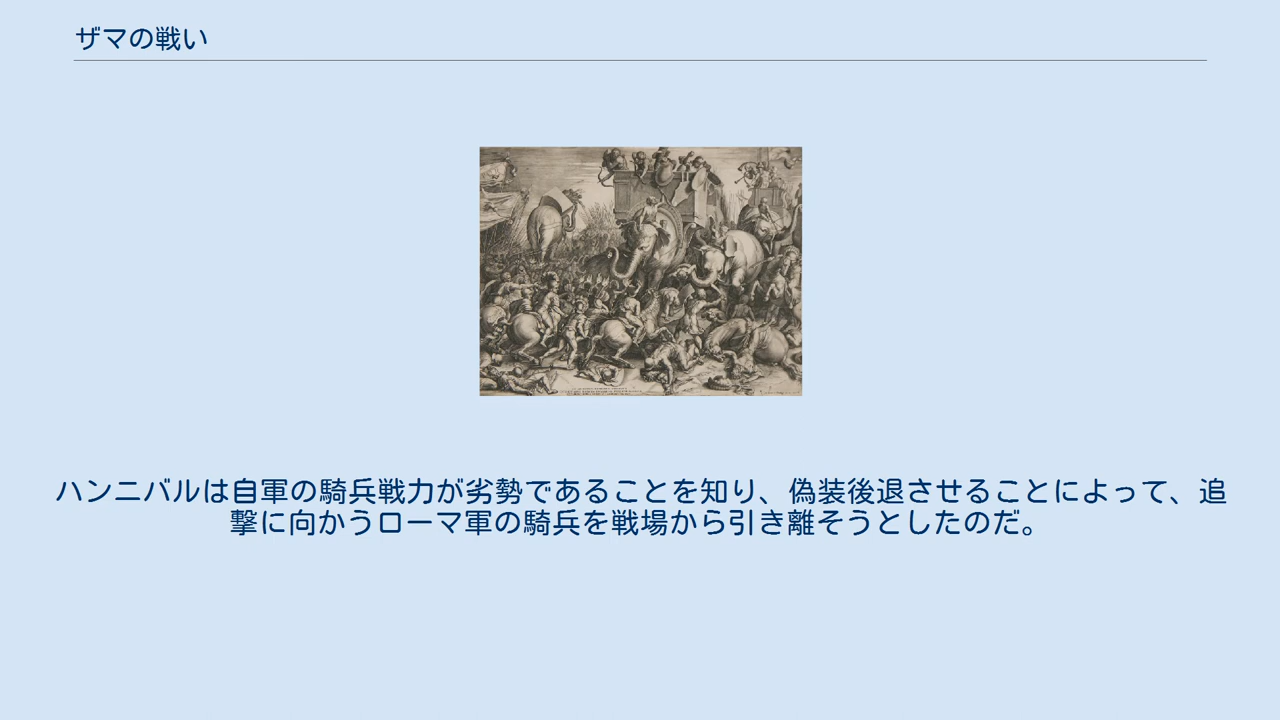 ザマの戦い
ハンニバルは自軍の騎兵戦力が劣勢であることを知り、偽装後退させることによって、追
撃に向かうローマ軍の騎兵を戦場から引き離そうとしたのだ。